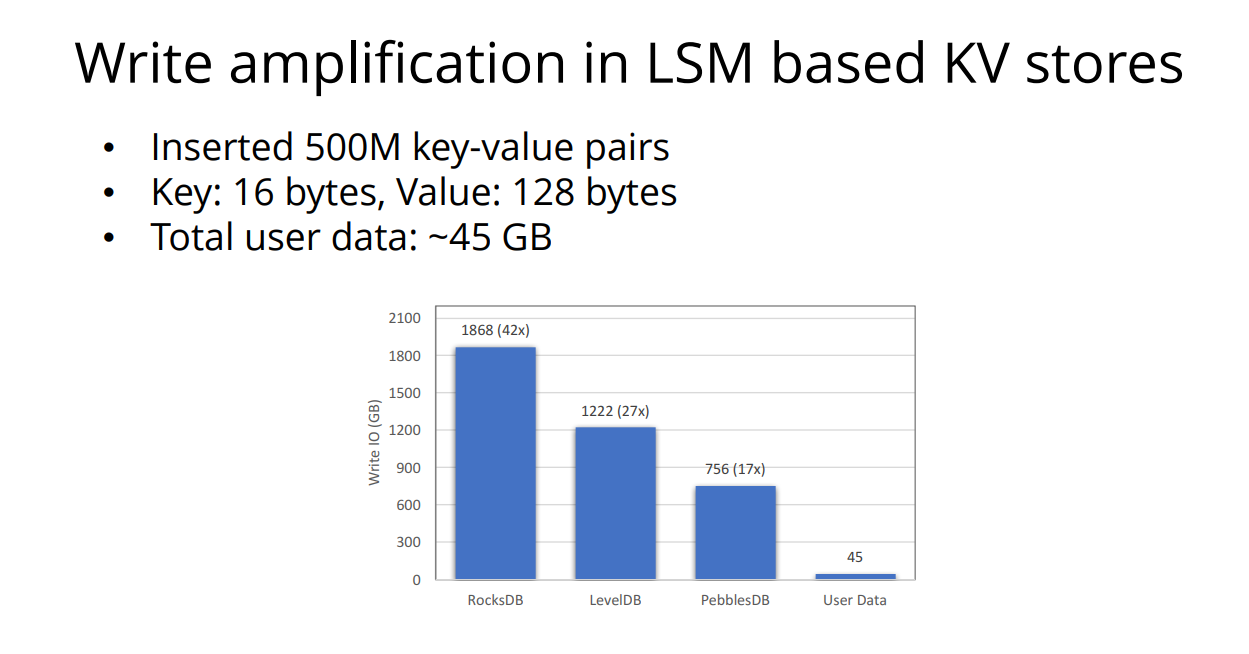 Write amplification in LSM based KV stores
• Inserted 500M key-value pairs
• Key: 16 bytes, Value: 128 bytes
• Total user data: ~45 GB
Write IO (GB)
2100
1800
1500
1200
900
600
300
0
1868 (42x)
1222 (27x)
756 (17x)
45
RocksDB
LevelDB
PebblesDB
User Data